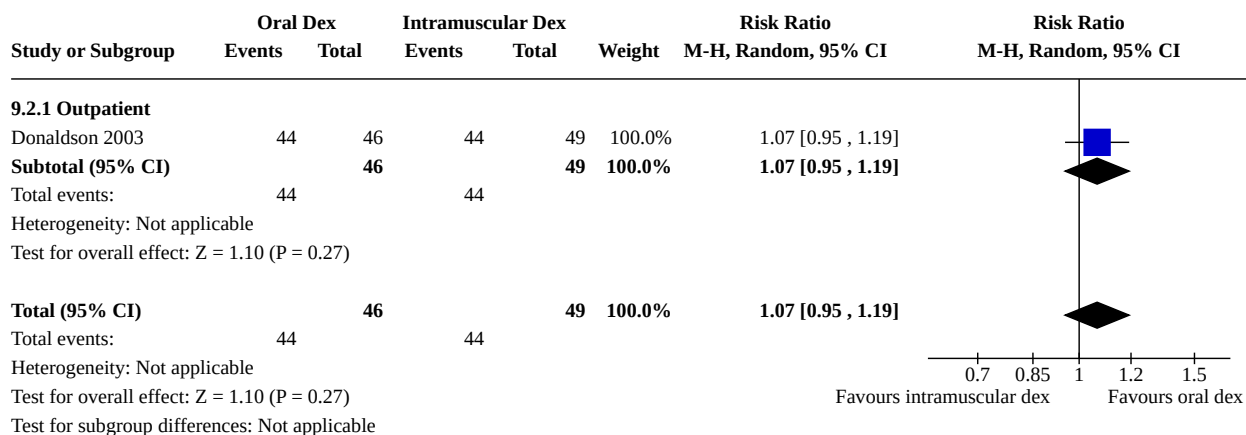 Oral Dex Intramuscular Dex Risk Ratio Risk Ratio
Study or Subgroup Events Total Events Total Weight M-H, Random, 95% CI M-H, Random, 95% CI
9.2.1 Outpatient
Donaldson 2003 44 46 44 49 100.0% 1.07 [0.95 , 1.19]
Subtotal (95% CI) 46 49 100.0% 1.07 [0.95 , 1.19]
Total events: 44 44
Heterogeneity: Not applicable
Test for overall effect: Z = 1.10 (P = 0.27)
Total (95% CI) 46 49 100.0% 1.07 [0.95 , 1.19]
Total events: 44 44
Heterogeneity: Not applicable
0.7 0.85 1 1.2 1.5
Test for overall effect: Z = 1.10 (P = 0.27) Favours intramuscular dex Favours oral dex
Test for subgroup differences: Not applicable